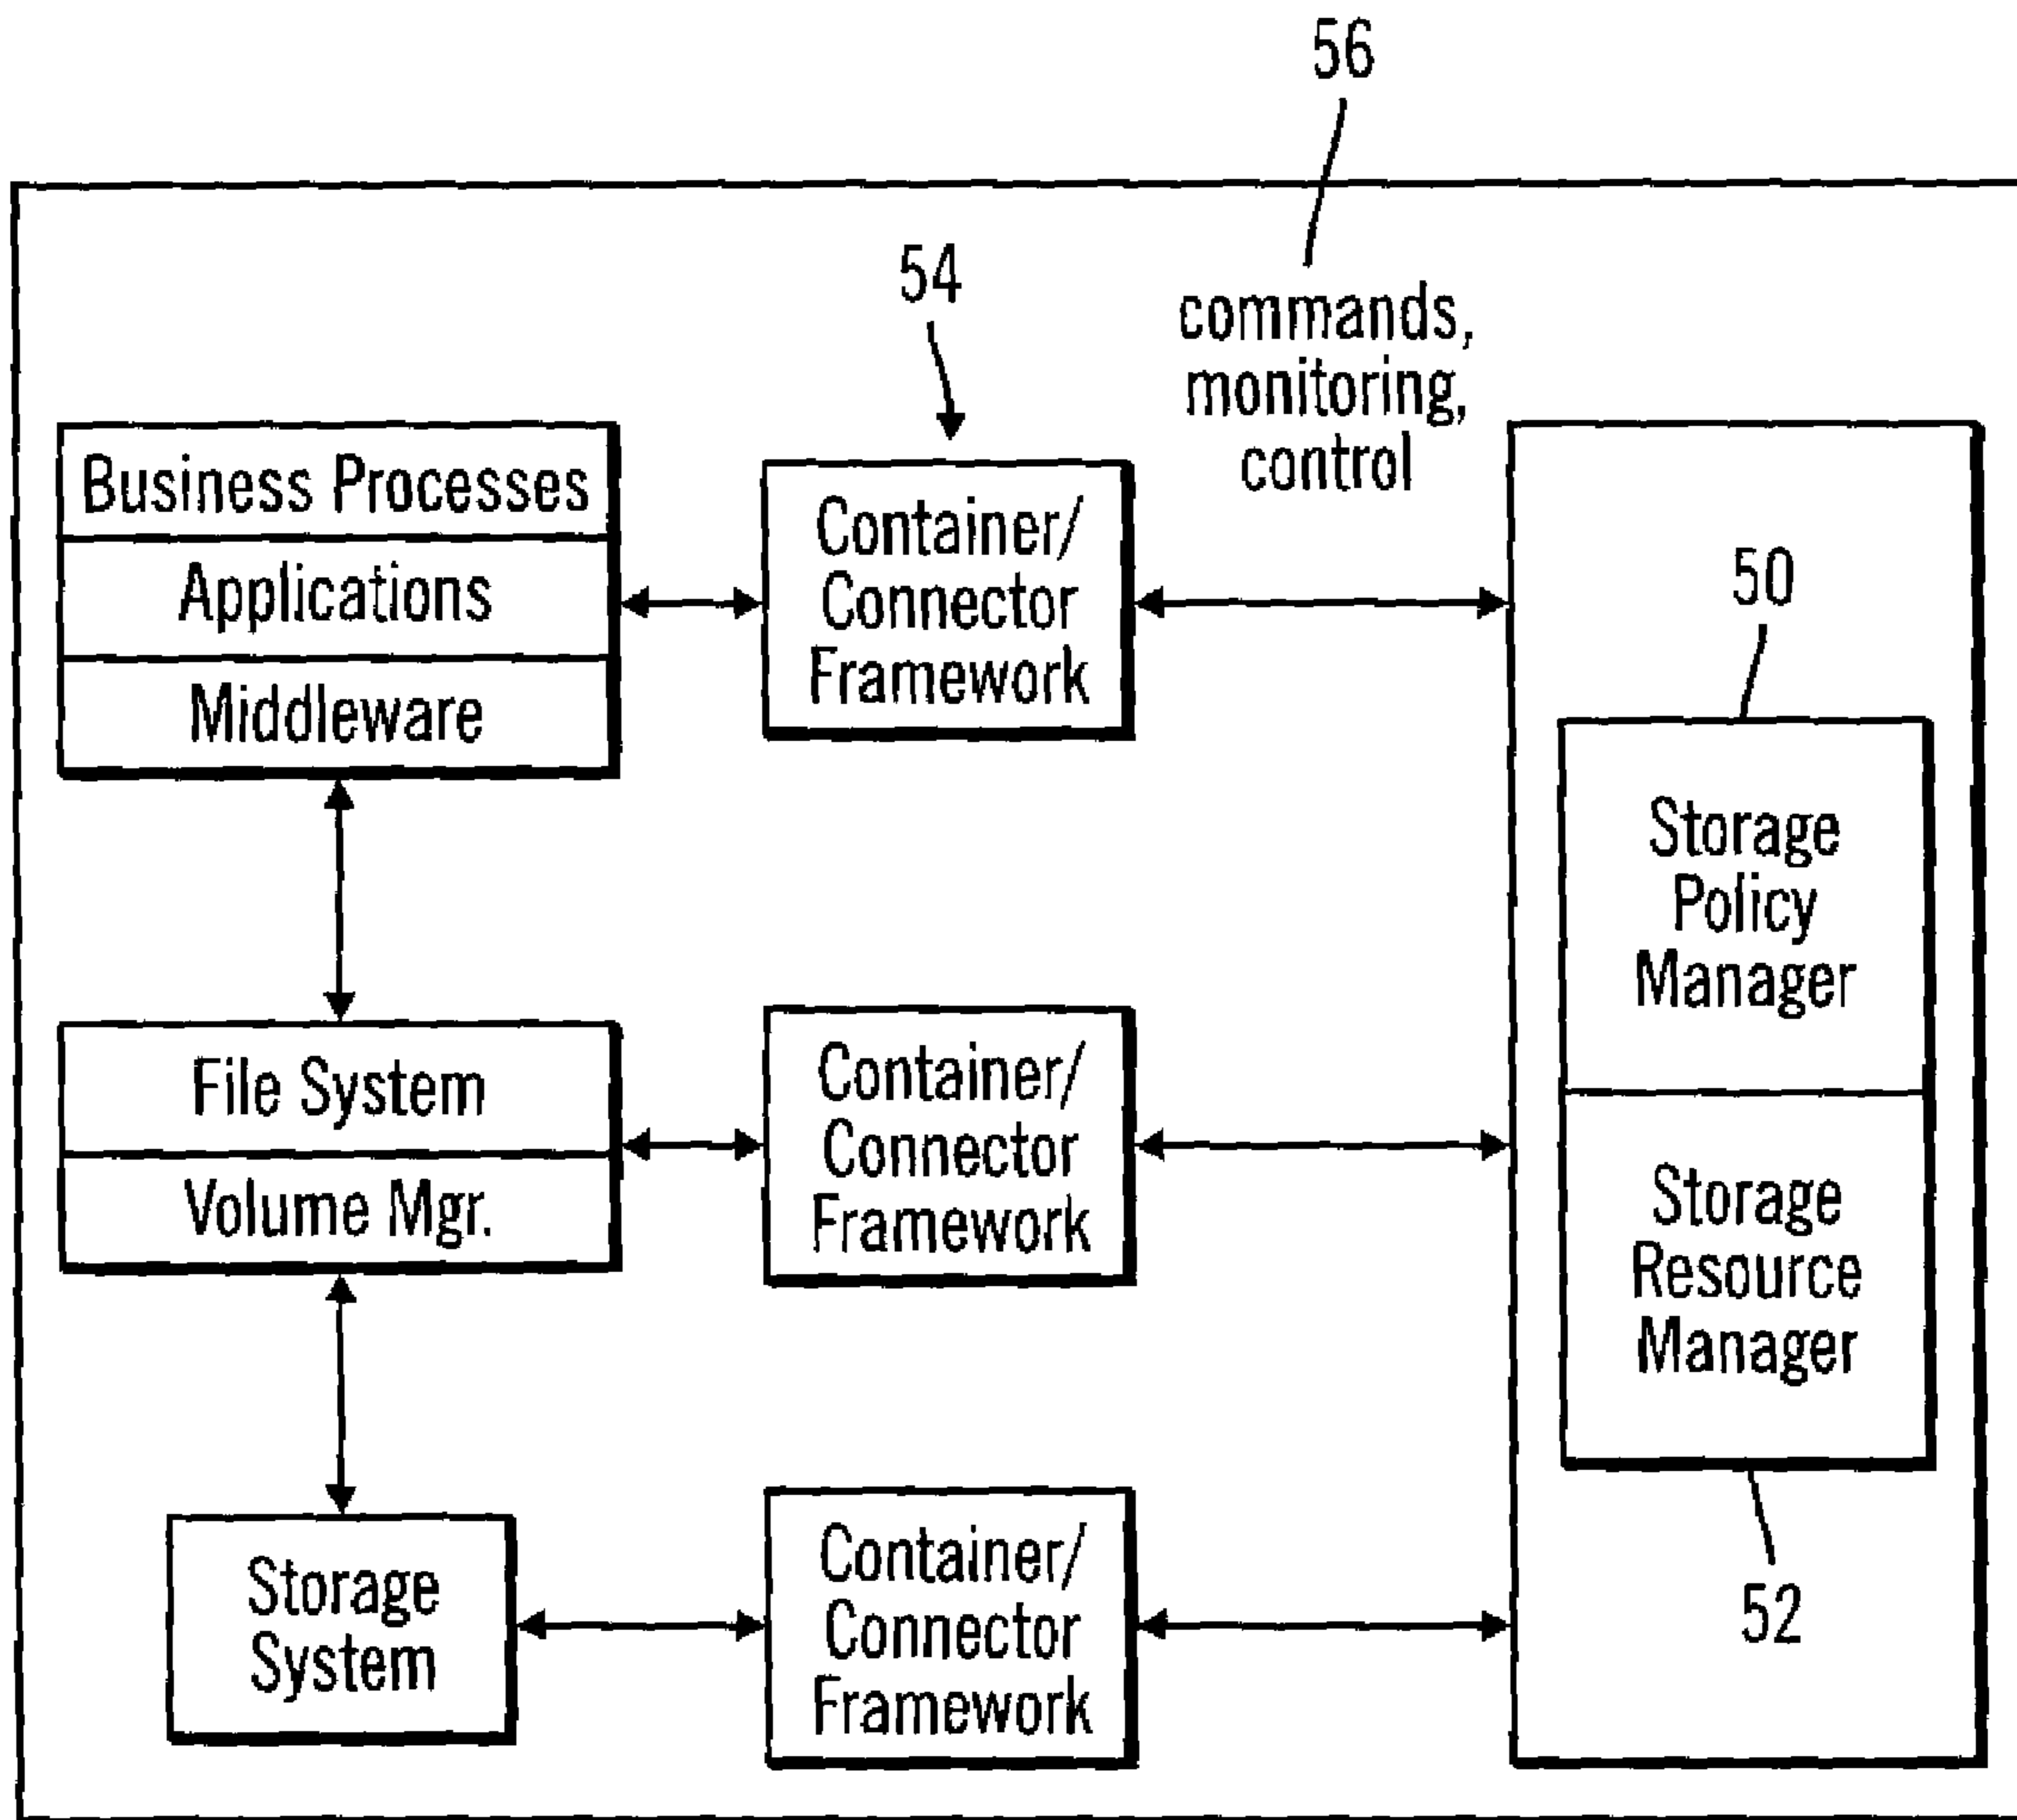 56
54
commands,
monitoring,
control
Business Processes
Applications
Middleware
Container/
Connector
Framework
50
Storage
Policy
Manager
File System
Volume Mgr.
Container/
Connector
Framework
Storage
Resource
Manager
52
Storage
System
Container/
Connector
Framework